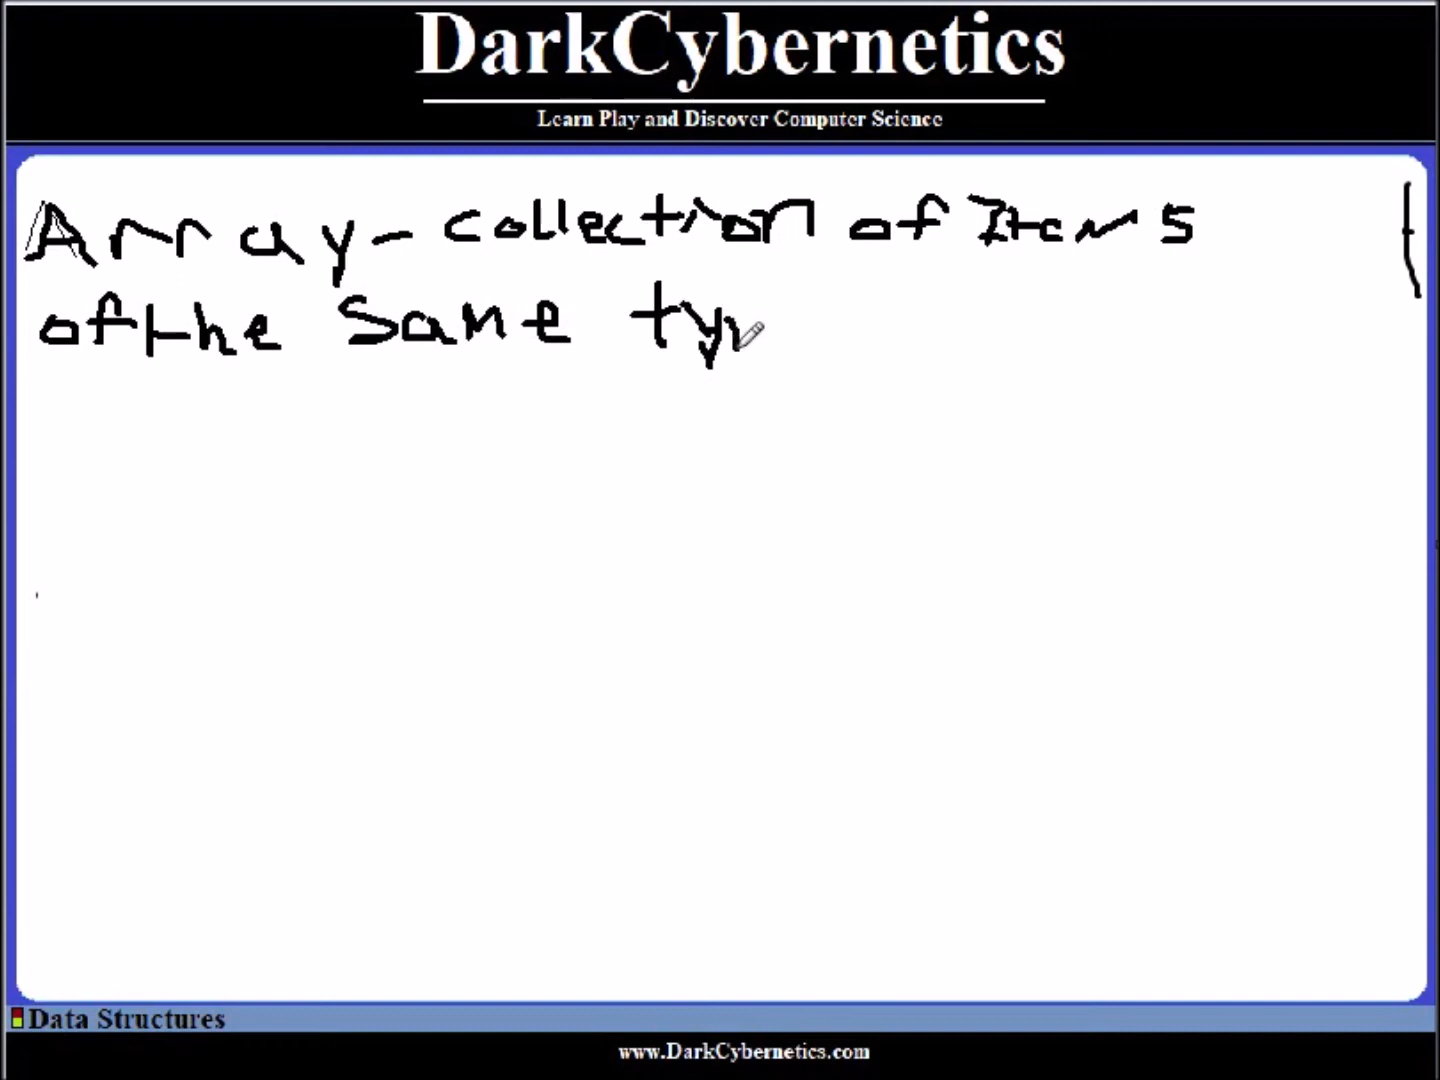 DarkCybernetics
Learn Play and Discover Computer Science
Array - collection of Items
of the same typ
Data Structures
www.DarkCybernetics.com